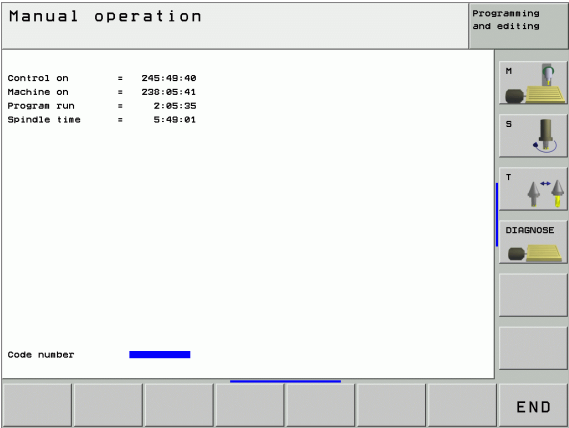 Manual operation
Programming
and editing
Control on = 245:49:40
Machine on = 238:05:41
Program run = 2:05:35
Spindle time = 5:49:01
M
S
T
DIAGNOSE
Code number
END